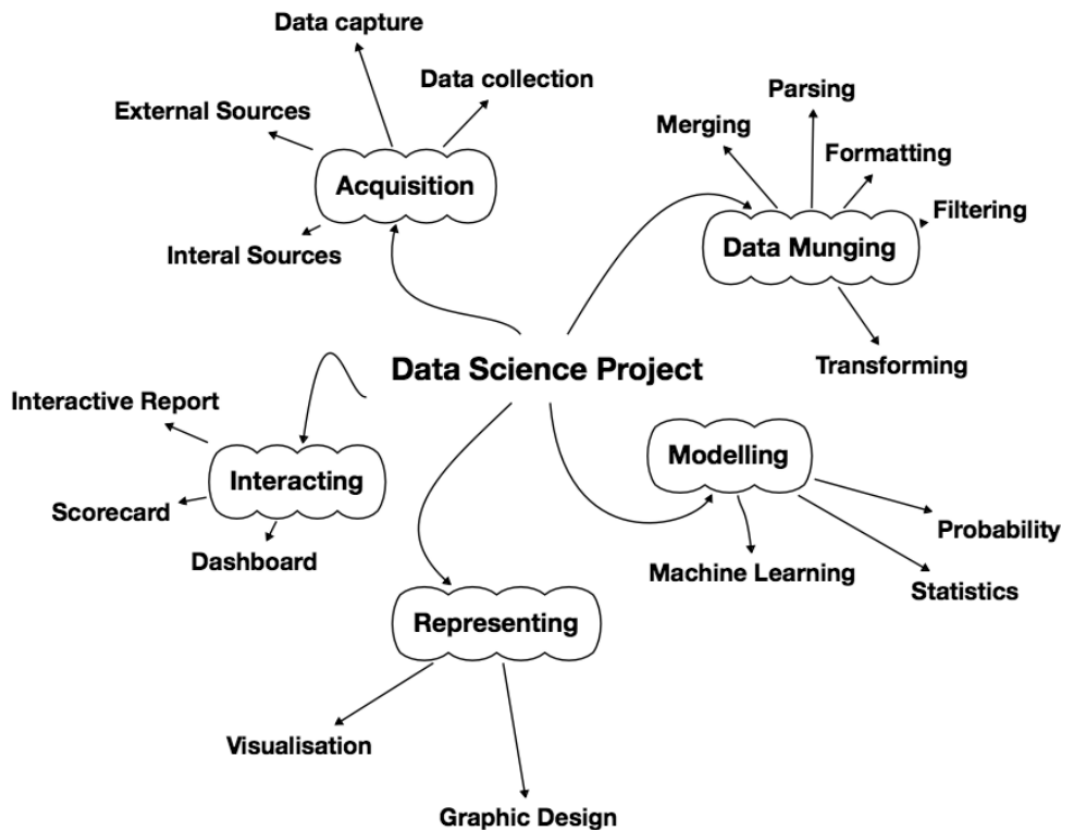 Data capture
Data collection
External Sources
Acquisition
Interal Sources
Parsing
Merging
Formatting
Filtering
Data Munging
Transforming
Data Science Project
Interactive Report
Interacting
Scorecard
Dashboard
Modelling
Probability
Machine Learning
Statistics
Representing
Visualisation
Graphic Design